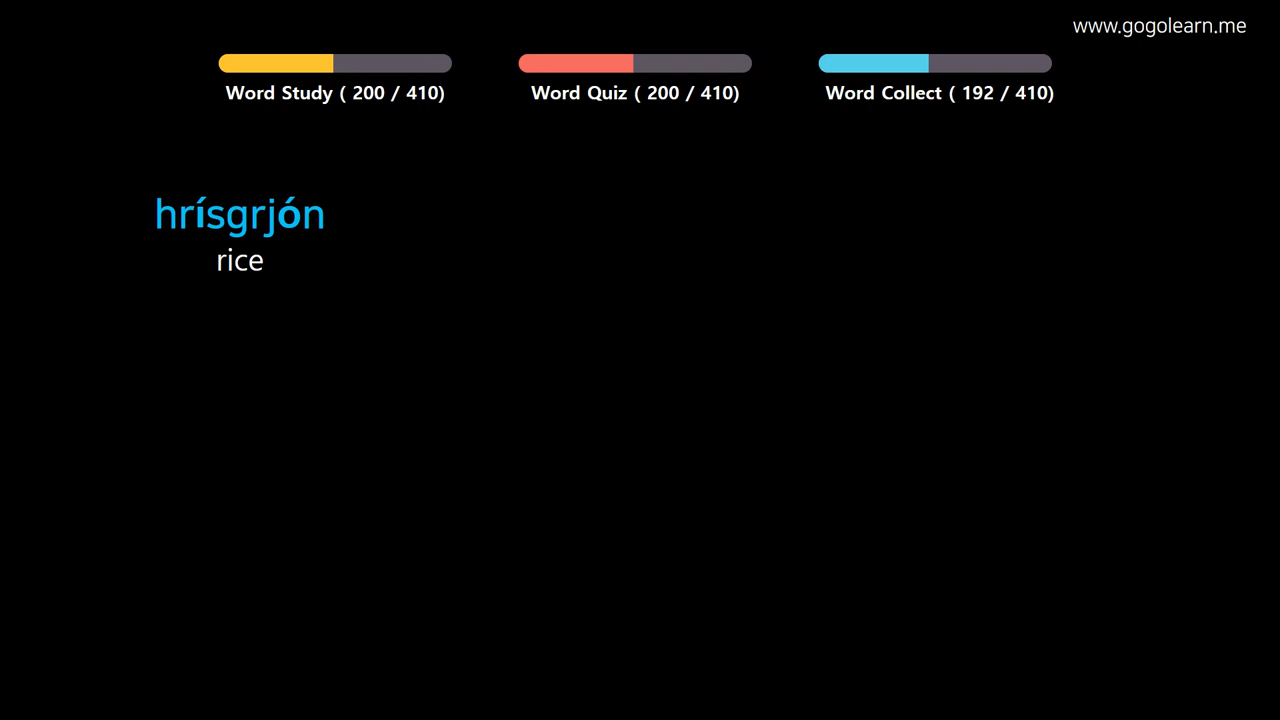 www.gogolearn.me
Word Study ( 200 / 410)
Word Quiz ( 200 / 410)
Word Collect ( 192 / 410)
hrísgrjón
rice